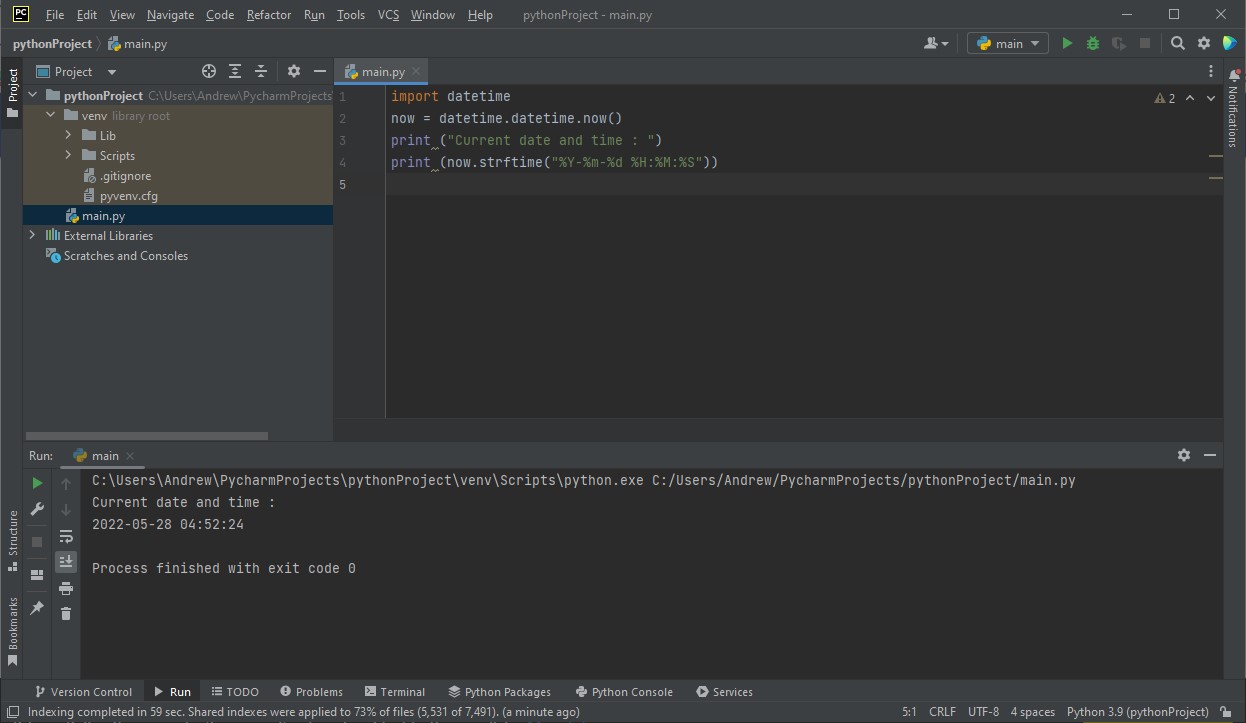 PC File Edit View Navigate Code Refactor Run Tools VCS Window Help pythonProject - main.py
pythonProject main.py main
Project main.py
Project
pythonProject C:\Users\Andrew\PycharmProjects
venv library root
Lib
Scripts
.gitignore
pyvenv.cfg
main.py
External Libraries
Scratches and Consoles
1 import datetime
2 now = datetime.datetime.now()
3 print ("Current date and time : ")
4 print (now.strftime("%Y-%m-%d %H:%M:%S"))
5
2
Notifications
Run: main
C:\Users\Andrew\PycharmProjects\pythonProject\venv\Scripts\python.exe C:/Users/Andrew/PycharmProjects/pythonProject/main.py
Current date and time :
2022-05-28 04:52:24
Process finished with exit code 0
Structure
Bookmarks
Version Control Run TODO Problems Terminal Python Packages Python Console Services
Indexing completed in 59 sec. Shared indexes were applied to 73% of files (5,531 of 7,491). (a minute ago) 5:1 CRLF UTF-8 4 spaces Python 3.9 (pythonProject)